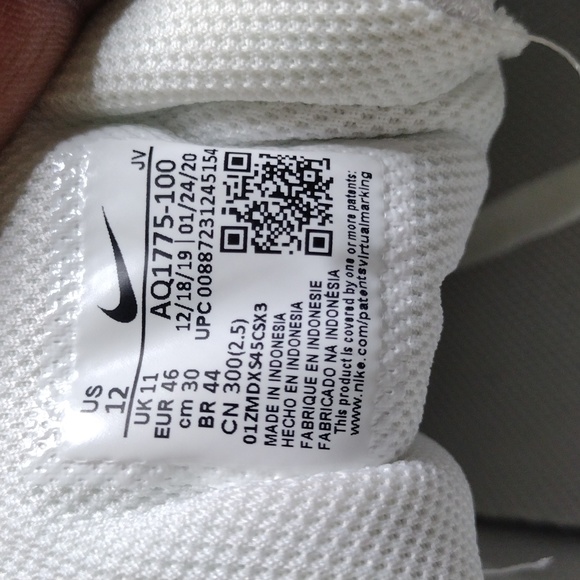 US
12
UK 11
EUR 46
cm 30
BR 44
CN 300(2.5)
JV
AQ1775-100
12/18/19 | 01/24/20
UPC 00887231245154
01ZMDXS45CSX3
MADE IN INDONESIA
HECHO EN INDONESIA
FABRIQUE EN INDONESIE
FABRICADO NA INDONÉSIA
This product is covered by one or more patents:
www.nike.com/patentsvirtualmarking